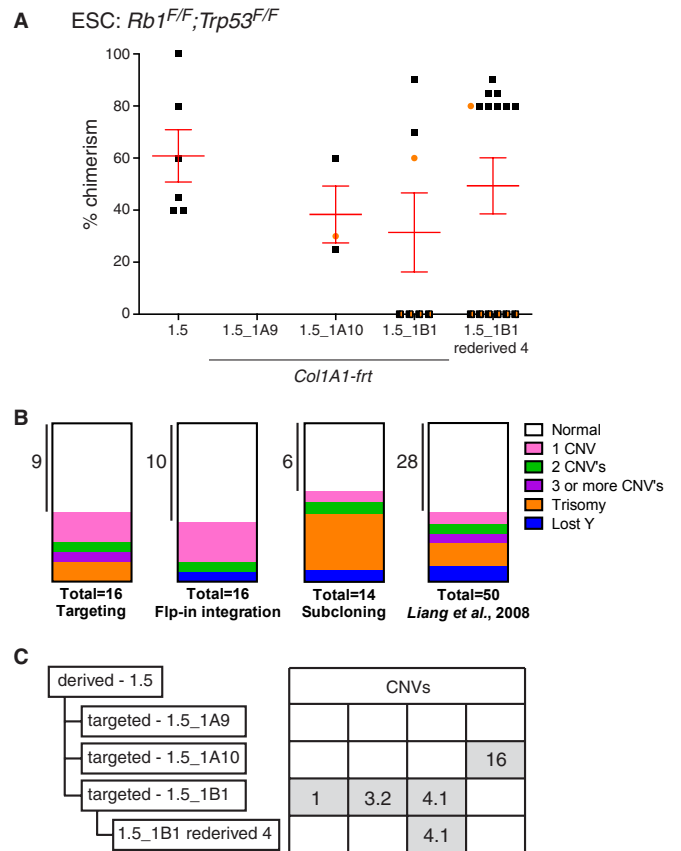 A ESC: Rb1^F/F;Trp53^F/F
% chimerism
100
80
60
40
20
0
1.5 1.5_1A9 1.5_1A10 1.5_1B1 1.5_1B1
rederived 4
Col1A1-frt
B
9 10 6 28
Normal
1 CNV
2 CNV's
3 or more CNV's
Trisomy
Lost Y
Total=16 Total=16 Total=14 Total=50
Targeting Flp-in integration Subcloning Liang et al., 2008
C
derived - 1.5 CNVs
targeted - 1.5_1A9
targeted - 1.5_1A10 16
targeted - 1.5_1B1 1 3.2 4.1
1.5_1B1 rederived 4 4.1